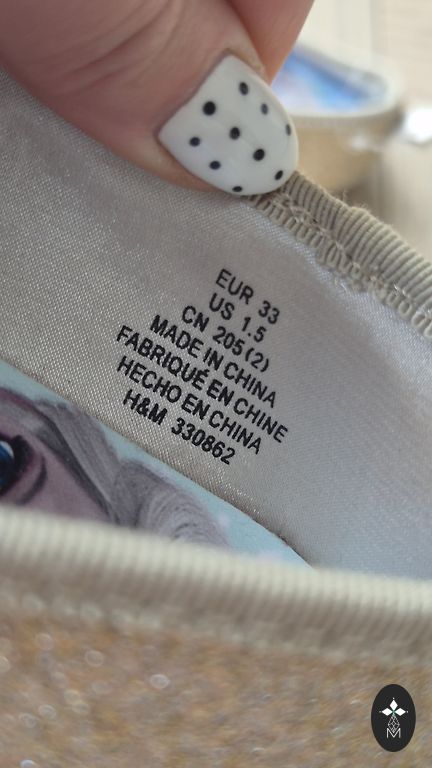 EUR 33
US 1.5
CN 205(2)
MADE IN CHINA
FABRIQUÉ EN CHINE
HECHO EN CHINA
H&M 330862
M